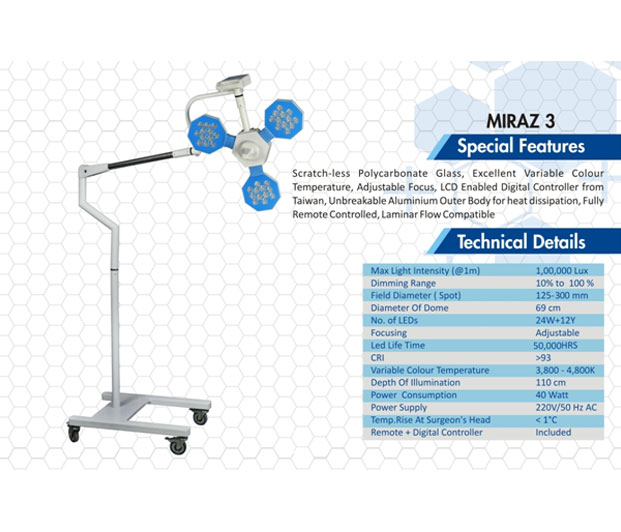 MIRAZ 3
Special Features
Scratch-less Polycarbonate Glass, Excellent Variable Colour
Temperature, Adjustable Focus, LCD Enabled Digital Controller from
Taiwan, Unbreakable Aluminium Outer Body for heat dissipation, Fully
Remote Controlled, Laminar Flow Compatible
Technical Details
Max Light Intensity (@1m) 1,00,000 Lux
Dimming Range 10% to 100 %
Field Diameter ( Spot) 125-300 mm
Diameter Of Dome 69 cm
No. of LEDs 24W+12Y
Focusing Adjustable
Led Life Time 50,000HRS
CRI >93
Variable Colour Temperature 3,800 - 4,800K
Depth Of Illumination 110 cm
Power Consumption 40 Watt
Power Supply 220V/50 Hz AC
Temp.Rise At Surgeon's Head < 1°C
Remote + Digital Controller Included